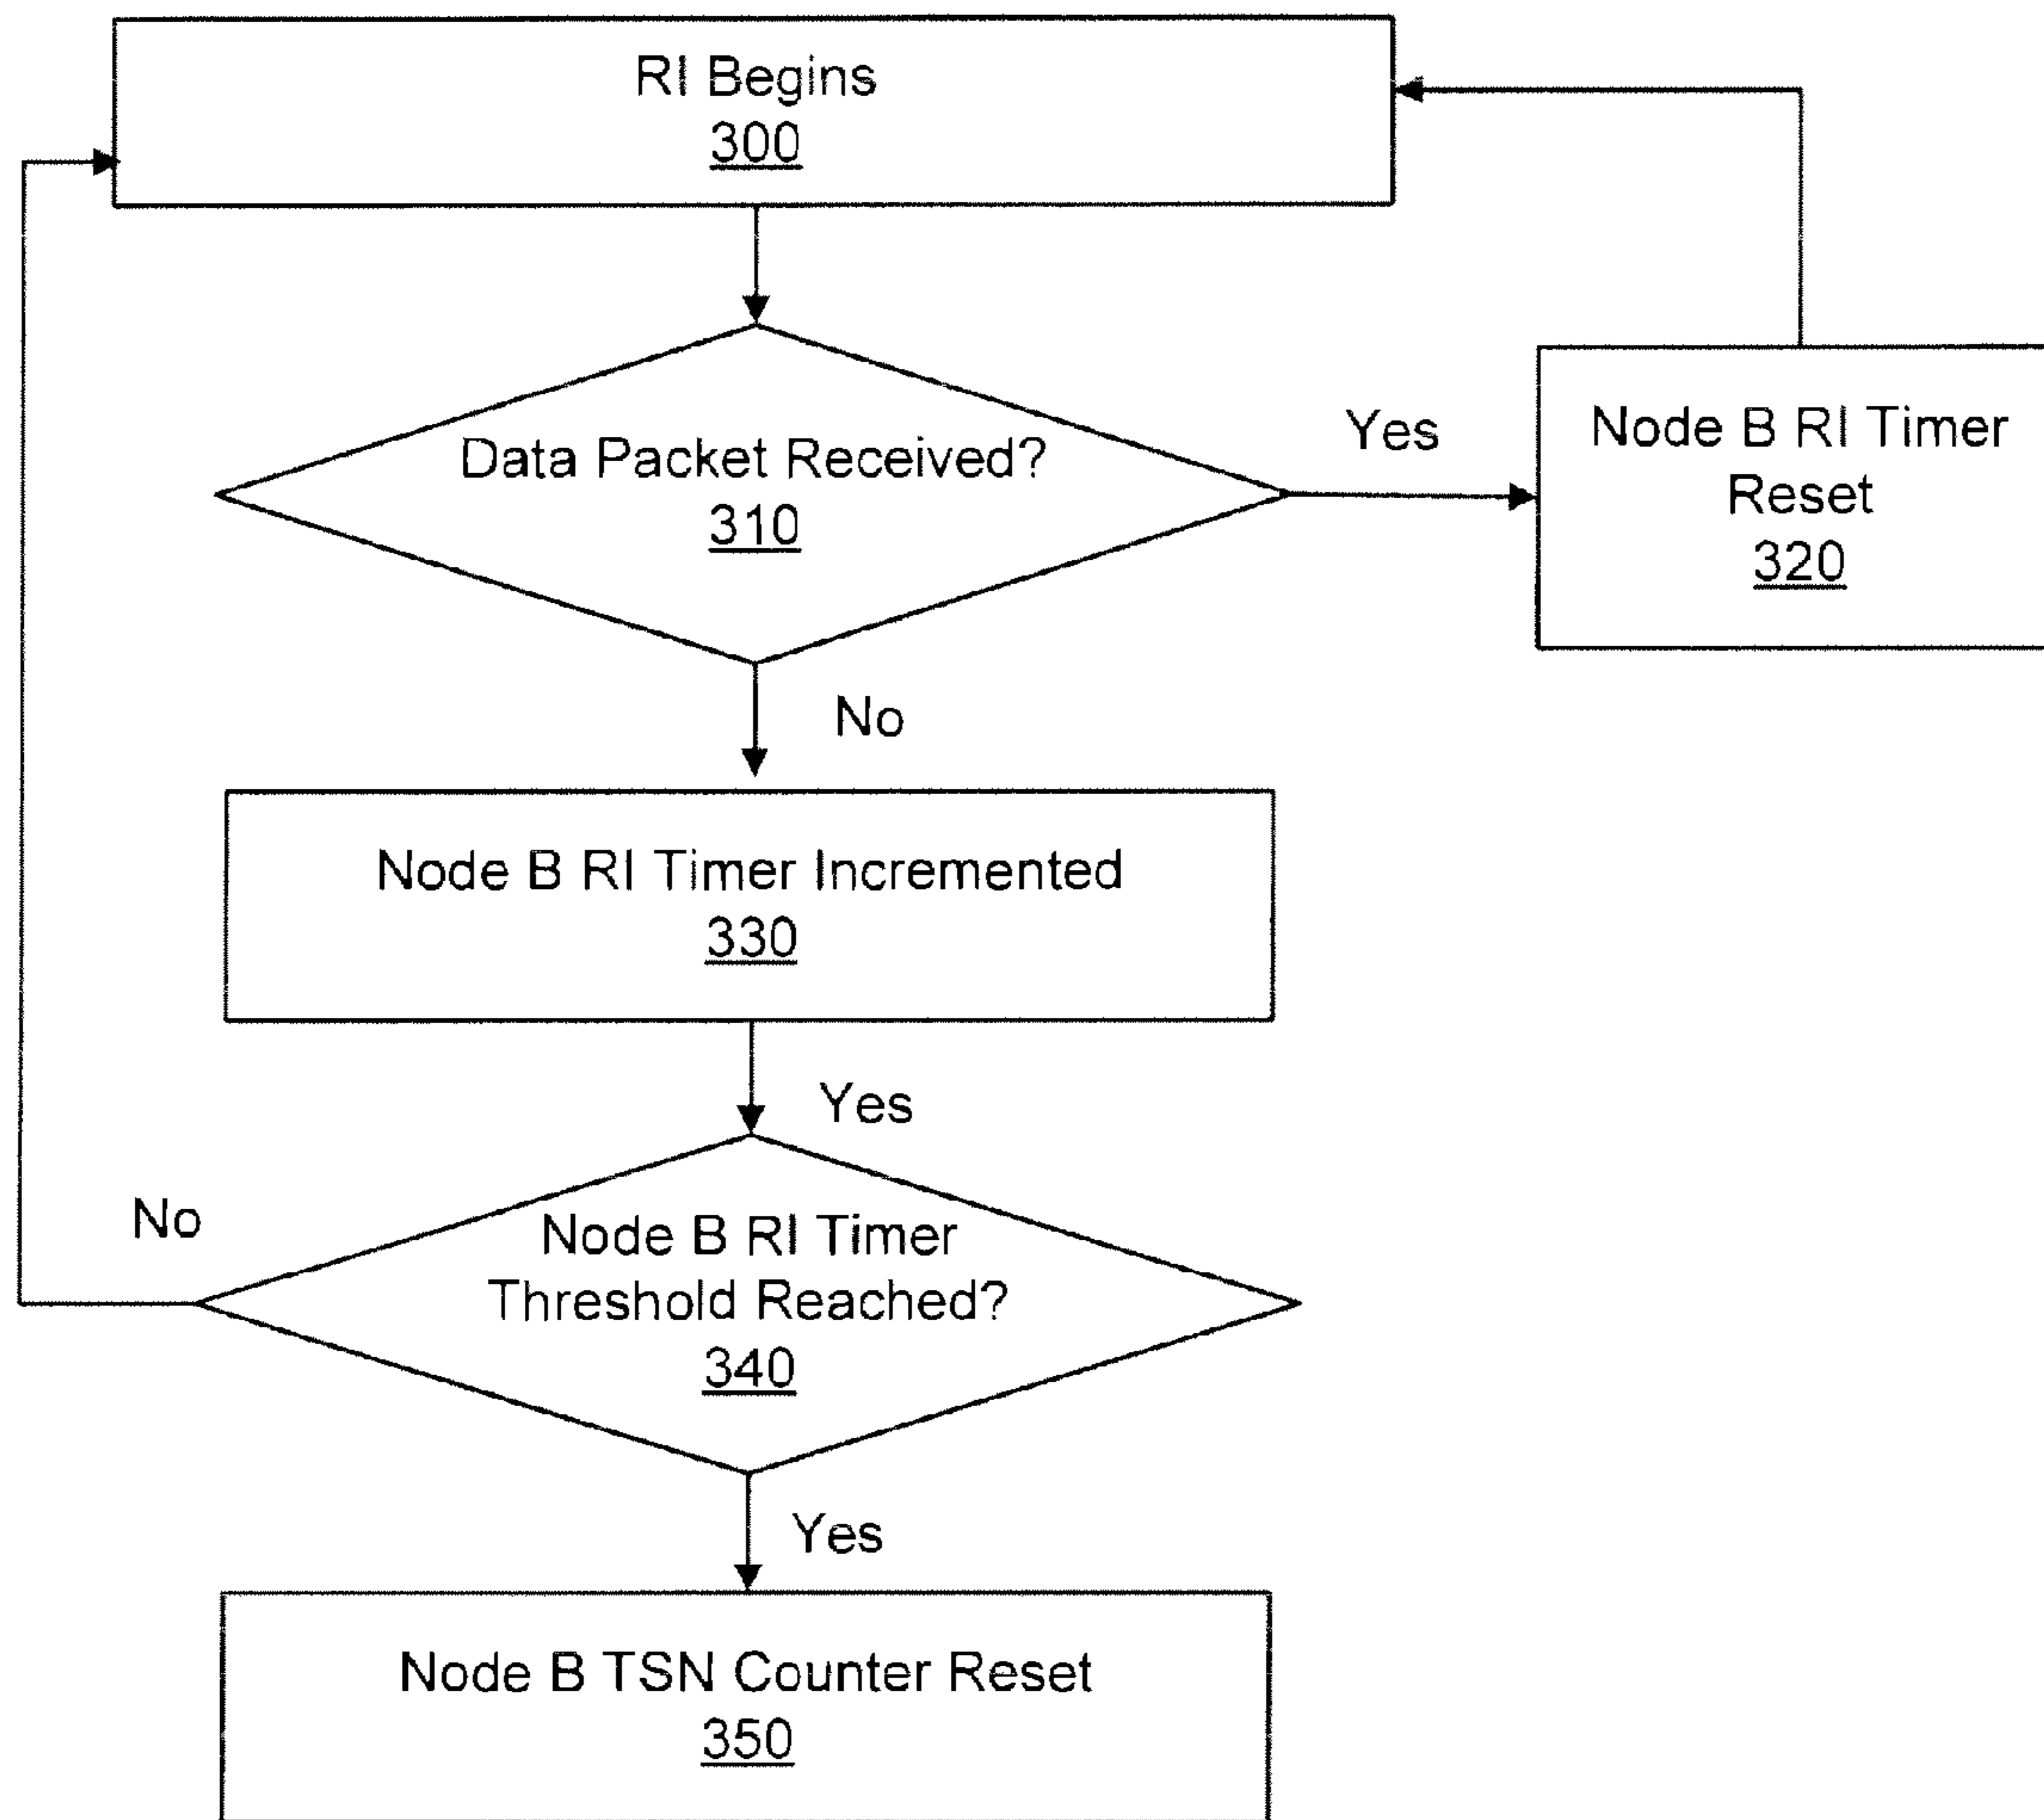 RI Begins
300
Data Packet Received?
310
Yes
Node B RI Timer
Reset
320
No
Node B RI Timer Incremented
330
Yes
No
Node B RI Timer
Threshold Reached?
340
Yes
Node B TSN Counter Reset
350